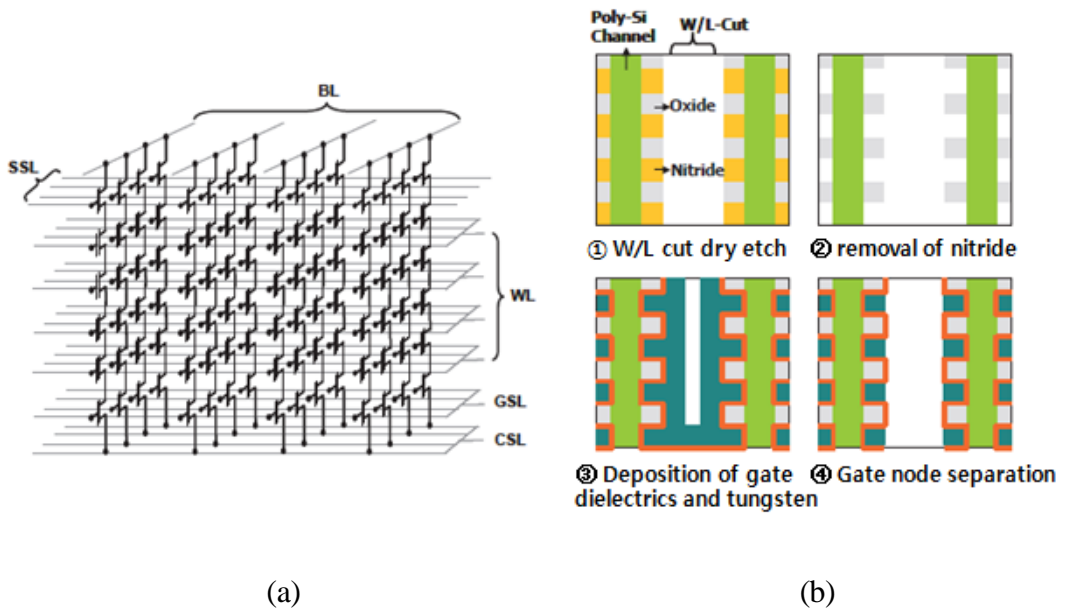 BL
SSL
WL
GSL
CSL
(a)
Poly-Si
Channel
W/L-Cut
Oxide
Nitride
① W/L cut dry etch
② removal of nitride
③ Deposition of gate
dielectrics and tungsten
④ Gate node separation
(b)